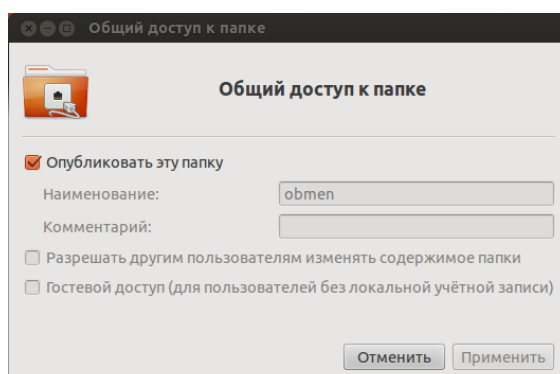 Общий доступ к папке
Общий доступ к папке
Опубликовать эту папку
Наименование: obmen
Комментарий:
Разрешать другим пользователям изменять содержимое папки
Гостевой доступ (для пользователей без локальной учётной записи)
Отменить Применить